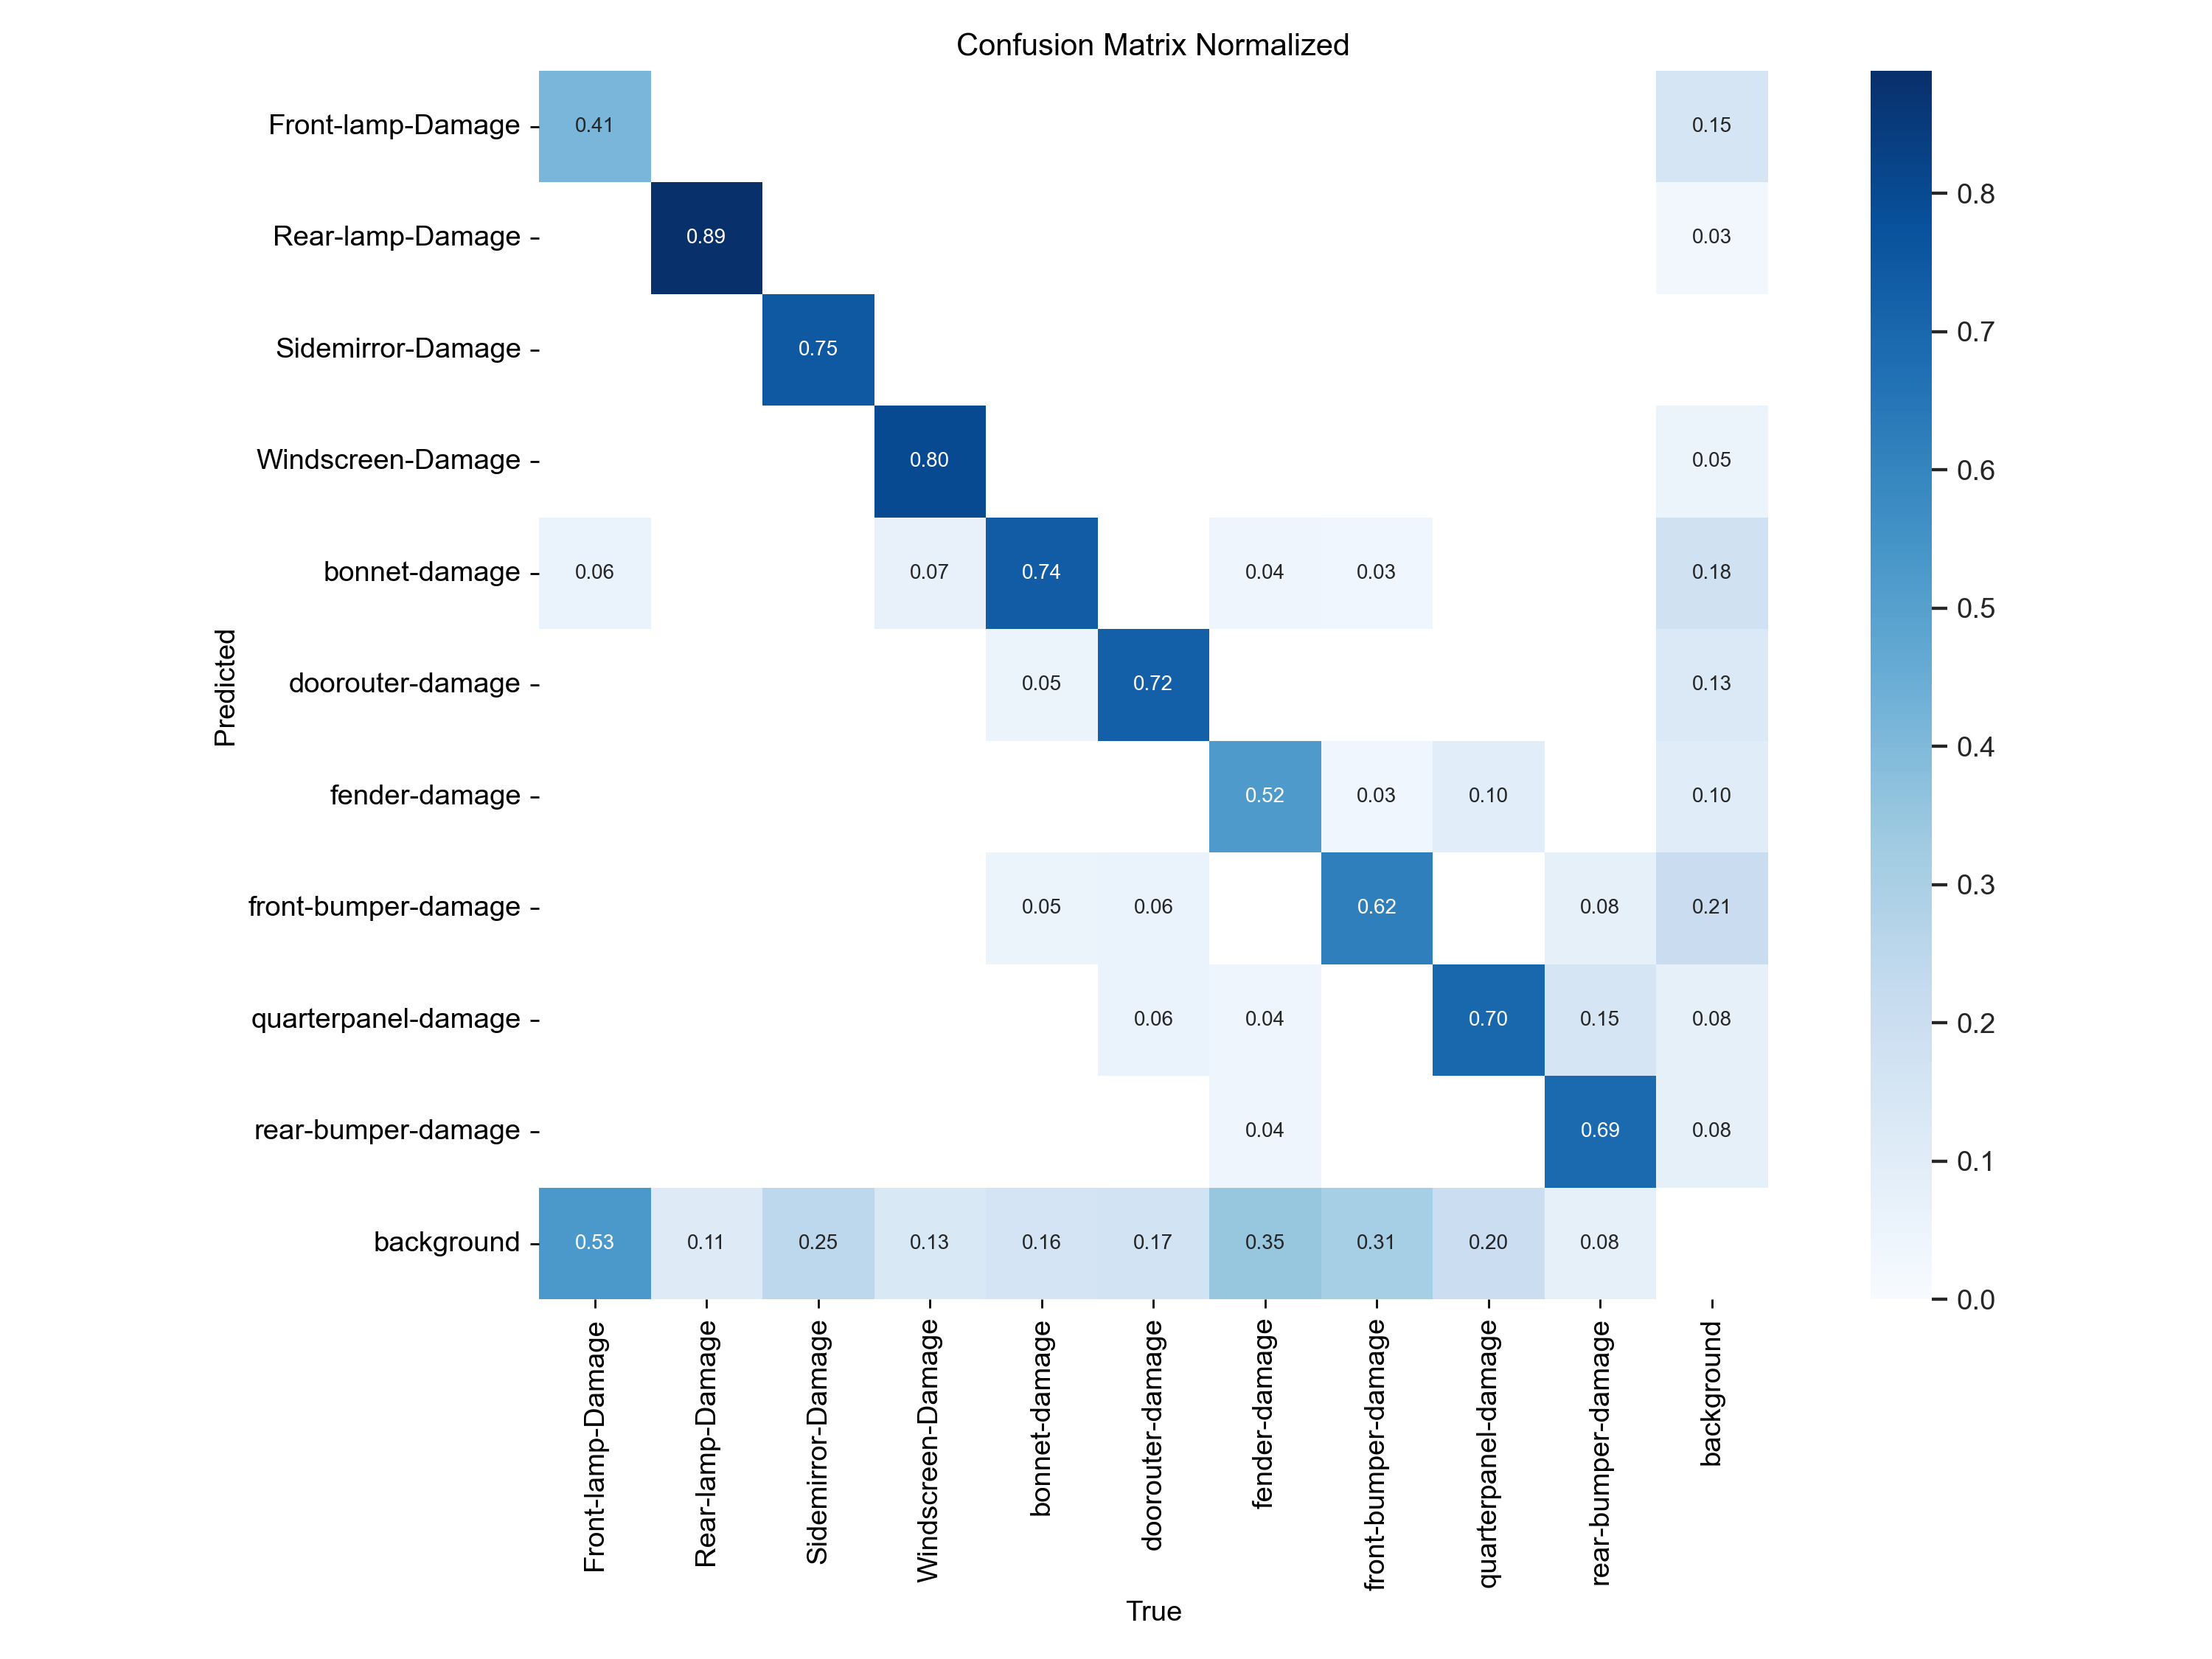 Confusion Matrix Normalized
Front-lamp-Damage 0.41 0.15
Rear-lamp-Damage 0.89 0.03
Sidemirror-Damage 0.75
Windscreen-Damage 0.80 0.05
bonnet-damage 0.06 0.07 0.74 0.04 0.03 0.18
doorouter-damage 0.05 0.72 0.13
fender-damage 0.52 0.03 0.10 0.10
front-bumper-damage 0.05 0.06 0.62 0.08 0.21
quarterpanel-damage 0.06 0.04 0.70 0.15 0.08
rear-bumper-damage 0.04 0.69 0.08
background 0.53 0.11 0.25 0.13 0.16 0.17 0.35 0.31 0.20 0.08
Predicted
Front-lamp-Damage
Rear-lamp-Damage
Sidemirror-Damage
Windscreen-Damage
bonnet-damage
doorouter-damage
fender-damage
front-bumper-damage
quarterpanel-damage
rear-bumper-damage
background
True
0.8
0.7
0.6
0.5
0.4
0.3
0.2
0.1
0.0